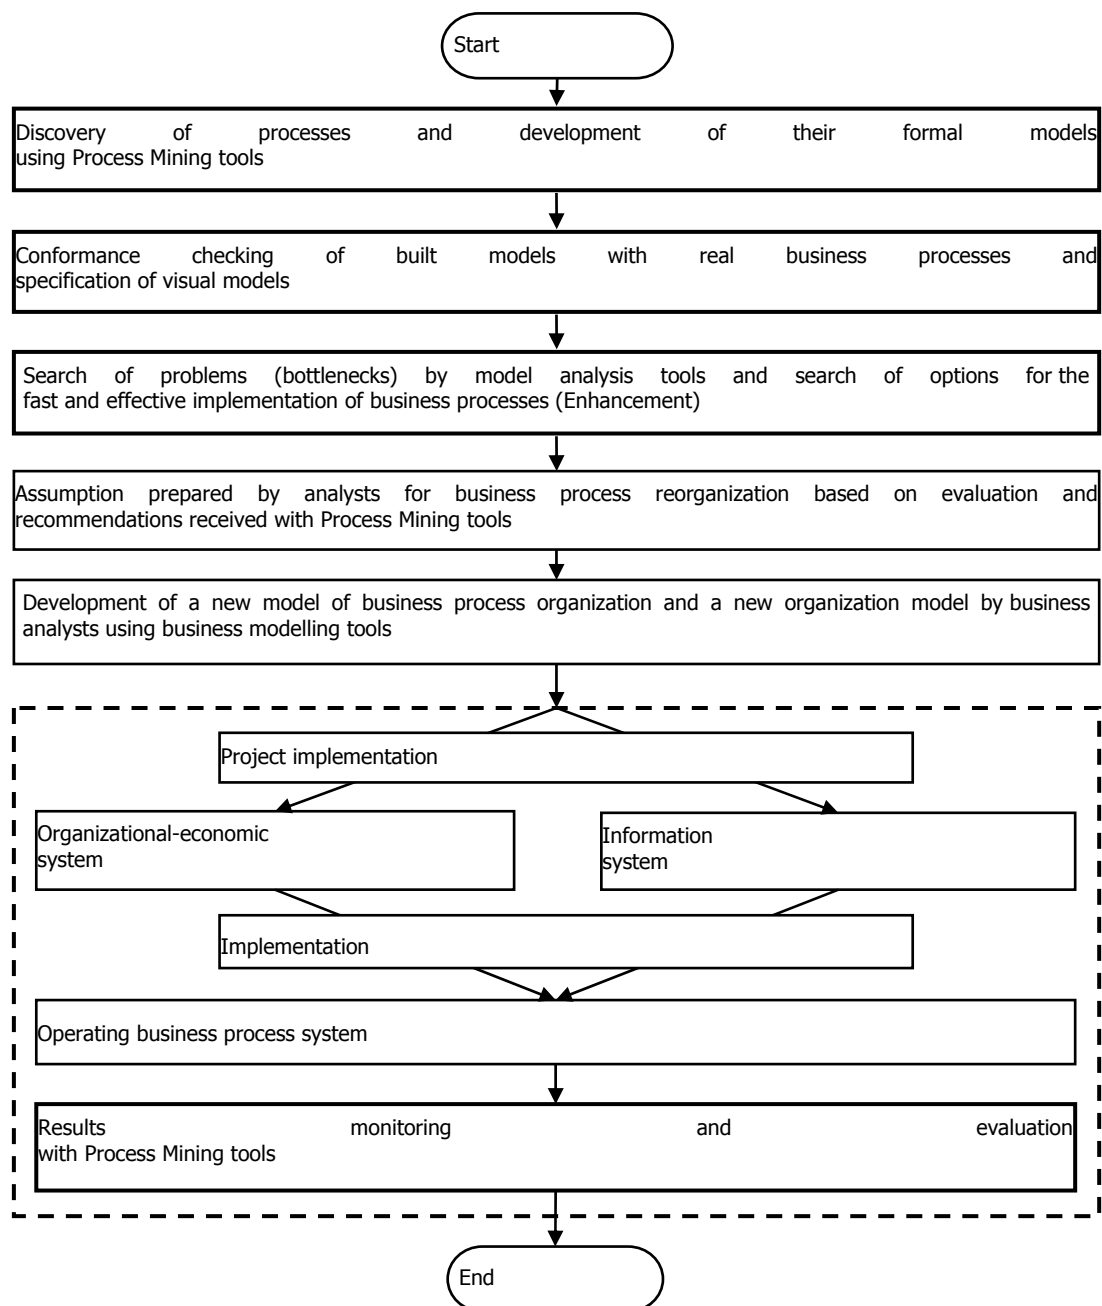 Start
Discovery of processes and development of their formal models
using Process Mining tools
Conformance checking of built models with real business processes and
specification of visual models
Search of problems (bottlenecks) by model analysis tools and search of options for the
fast and effective implementation of business processes (Enhancement)
Assumption prepared by analysts for business process reorganization based on evaluation and
recommendations received with Process Mining tools
Development of a new model of business process organization and a new organization model by business
analysts using business modelling tools
Project implementation
Organizational-economic
system
Information
system
Implementation
Operating business process system
Results monitoring and evaluation
with Process Mining tools
End